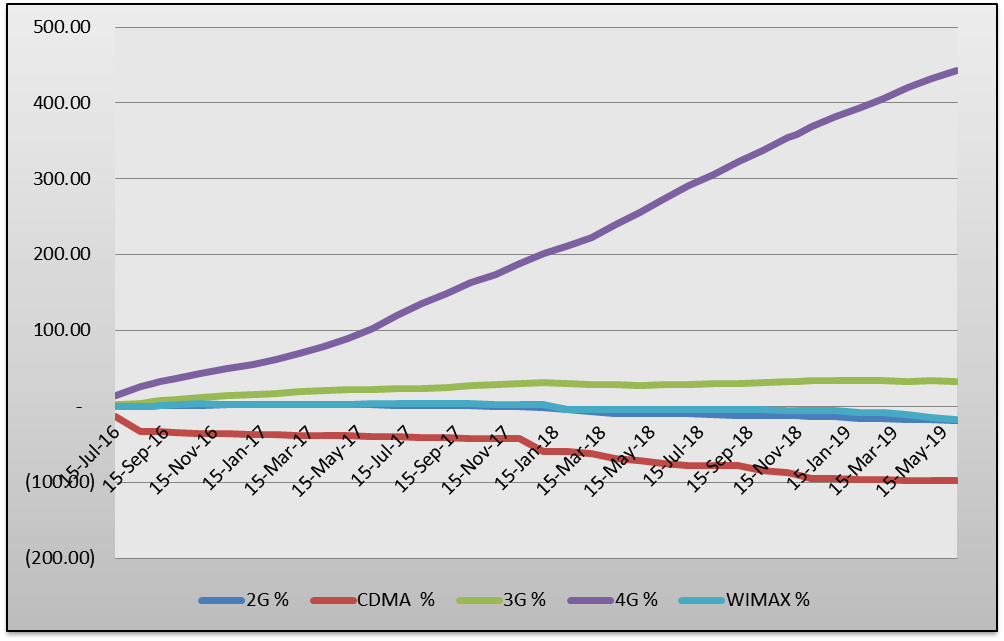 500.00
400.00
300.00
200.00
100.00
-
(100.00)
(200.00)
15-Jul-16
15-Sep-16
15-Nov-16
15-Jan-17
15-Mar-17
15-May-17
15-Jul-17
15-Sep-17
15-Nov-17
15-Jan-18
15-Mar-18
15-May-18
15-Jul-18
15-Sep-18
15-Nov-18
15-Jan-19
15-Mar-19
15-May-19
2G % CDMA % 3G % 4G % WIMAX %